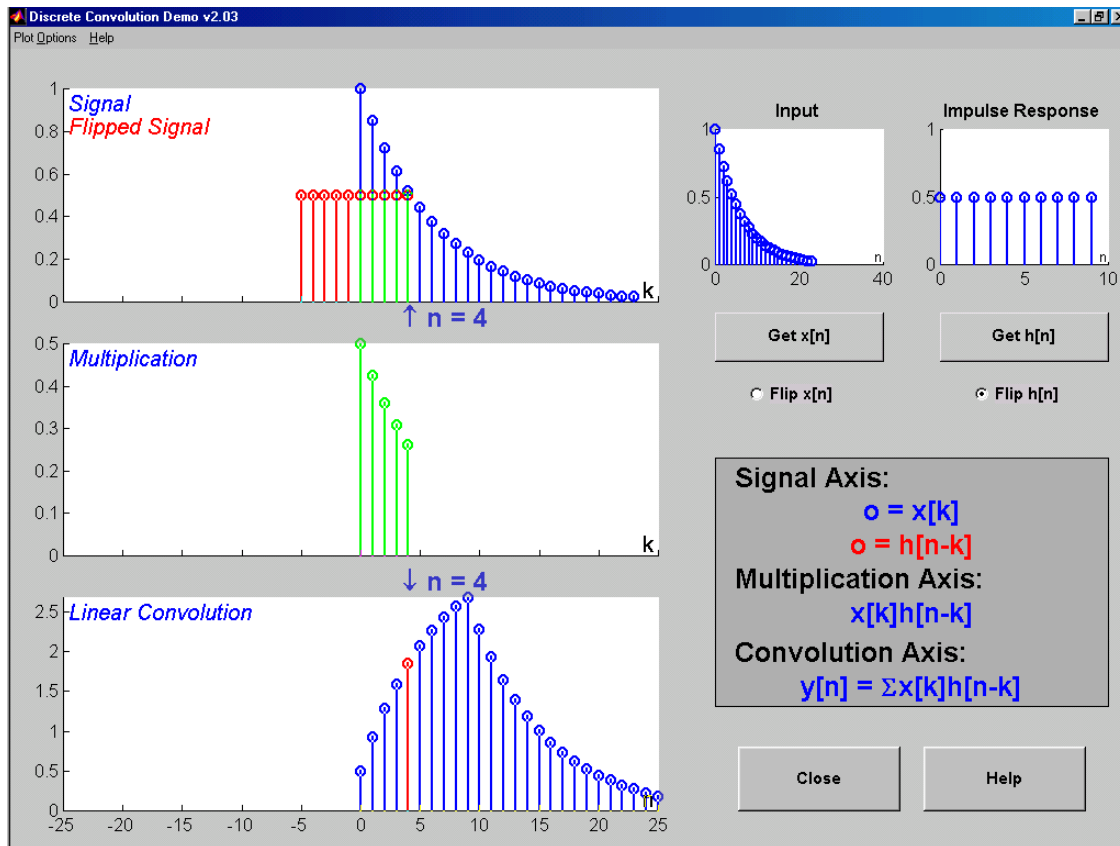 Discrete Convolution Demo v2.03
Plot Options Help
Signal
Flipped Signal
1
0.8
0.6
0.4
0.2
0
k
↑ n = 4
Multiplication
0.5
0.4
0.3
0.2
0.1
0
k
↓ n = 4
Linear Convolution
2.5
2
1.5
1
0.5
0
n
-25 -20 -15 -10 -5 0 5 10 15 20 25
Input
1
0.5
0
n
0 20 40
Impulse Response
1
0.5
0
n
0 5 10
Get x[n]
Get h[n]
Flip x[n]
Flip h[n]
Signal Axis:
o = x[k]
o = h[n-k]
Multiplication Axis:
x[k]h[n-k]
Convolution Axis:
y[n] = Σx[k]h[n-k]
Close
Help